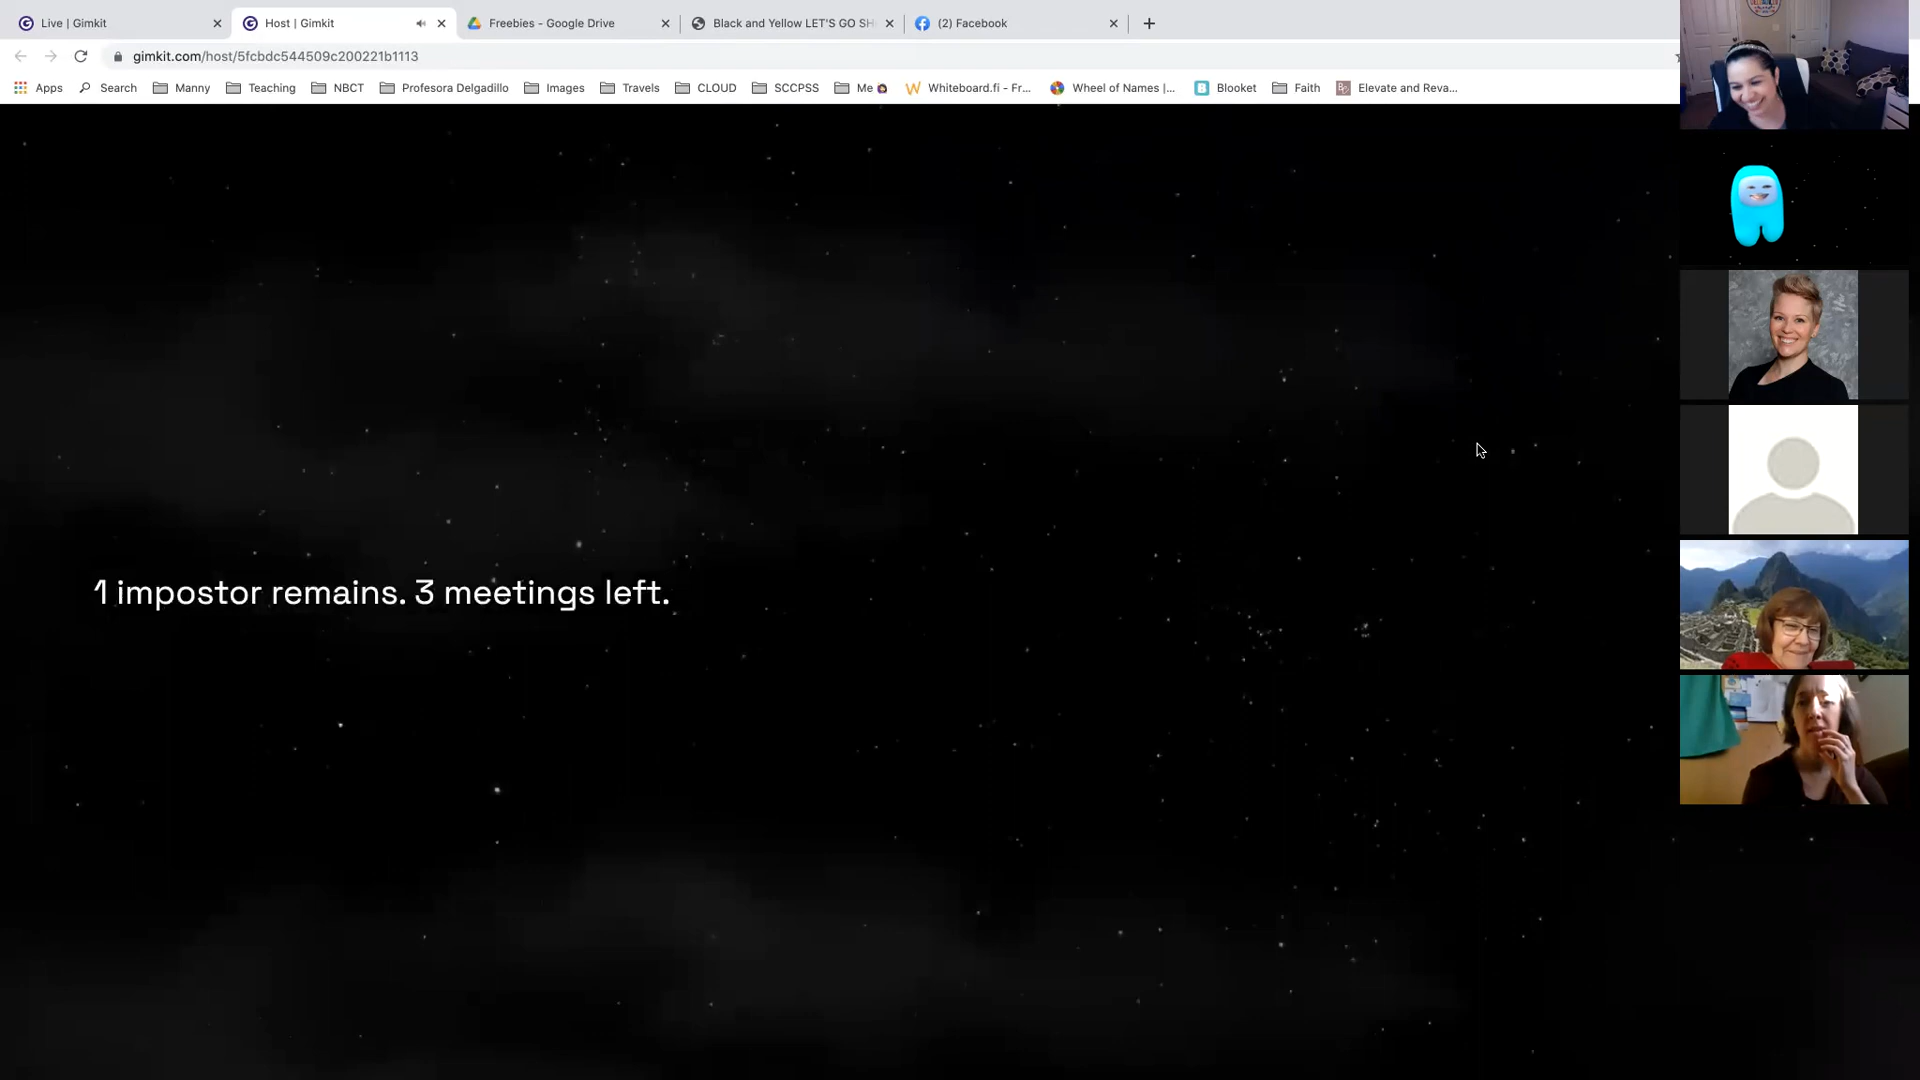 Live | Gimkit
Host | Gimkit
Freebies - Google Drive
Black and Yellow LET'S GO SH
(2) Facebook
gimkit.com/host/5fcbdc544509c200221b1113
Apps
Search
Manny
Teaching
NBCT
Profesora Delgadillo
Images
Travels
CLOUD
SCCPSS
Me
Whiteboard.fi - Fr...
Wheel of Names |...
Blooket
Faith
Elevate and Reva...
1 impostor remains. 3 meetings left.